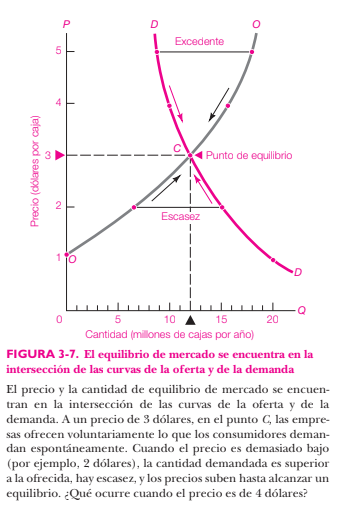 P
D
O
Excedente
5
4
C
3
Punto de equilibrio
Precio (dólares por caja)
2
Escasez
1
O
D
Q
0
5
10
15
20
Cantidad (millones de cajas por año)
FIGURA 3-7. El equilibrio de mercado se encuentra en la
intersección de las curvas de la oferta y de la demanda
El precio y la cantidad de equilibrio de mercado se encuen-
tran en la intersección de las curvas de la oferta y de la
demanda. A un precio de 3 dólares, en el punto C, las empre-
sas ofrecen voluntariamente lo que los consumidores deman-
dan espontáneamente. Cuando el precio es demasiado bajo
(por ejemplo, 2 dólares), la cantidad demandada es superior
a la ofrecida, hay escasez, y los precios suben hasta alcanzar un
equilibrio. ¿Qué ocurre cuando el precio es de 4 dólares?